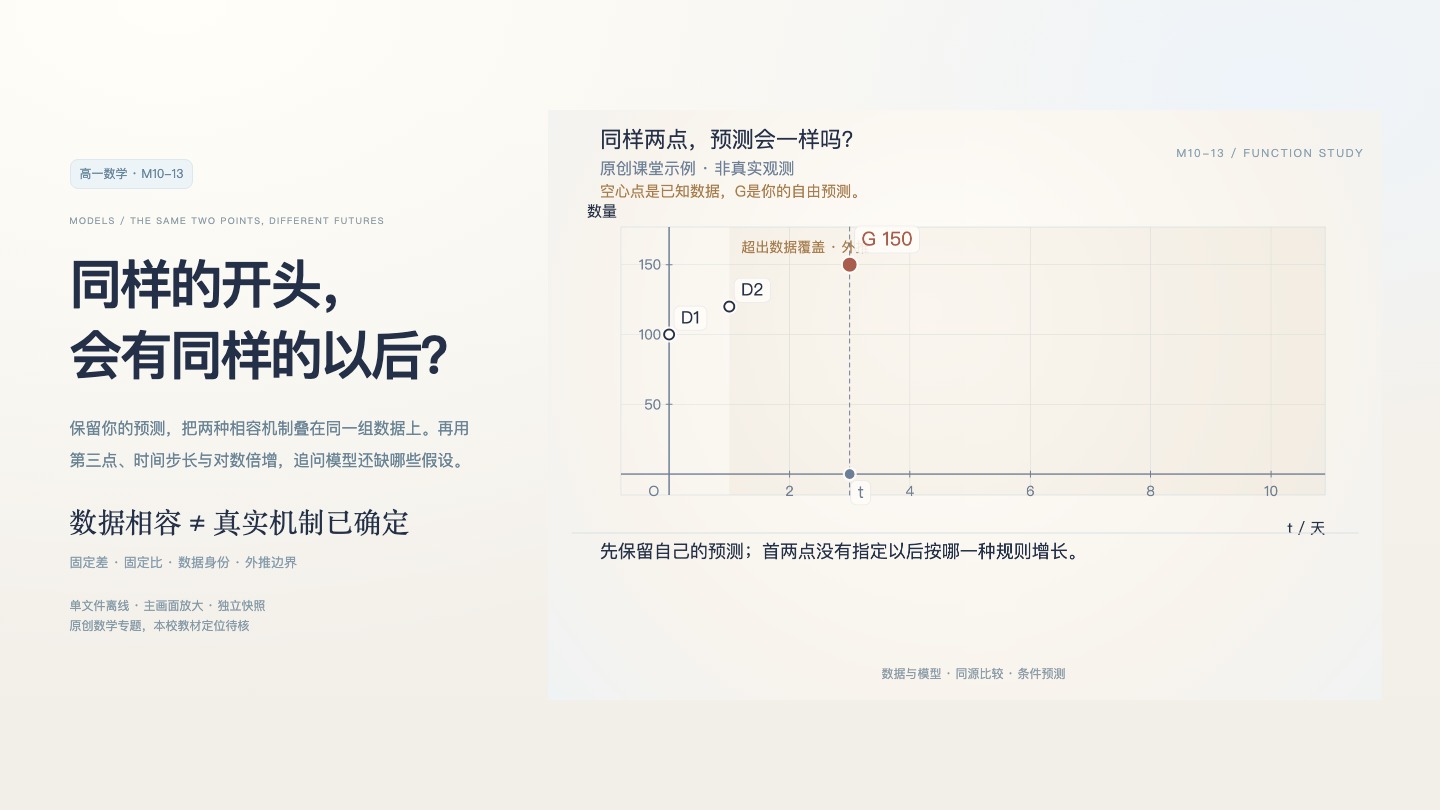 高一数学 · M10-13
MODELS / THE SAME TWO POINTS, DIFFERENT FUTURES
同样的开头，
会有同样的以后？
保留你的预测，把两种相容机制叠在同一组数据上。再用
第三点、时间步长与对数倍增，追问模型还缺哪些假设。
数据相容 ≠ 真实机制已确定
固定差 · 固定比 · 数据身份 · 外推边界
单文件离线 · 主画面放大 · 独立快照
原创数学专题，本校教材定位待核
同样两点，预测会一样吗？
M10-13 / FUNCTION STUDY
原创课堂示例 · 非真实观测
空心点是已知数据，G是你的自由预测。
数量
超出数据覆盖 · 外
G 150
150
D2
D1
100
50
O
2
t
4
6
8
10
t / 天
先保留自己的预测；首两点没有指定以后按哪一种规则增长。
数据与模型 · 同源比较 · 条件预测